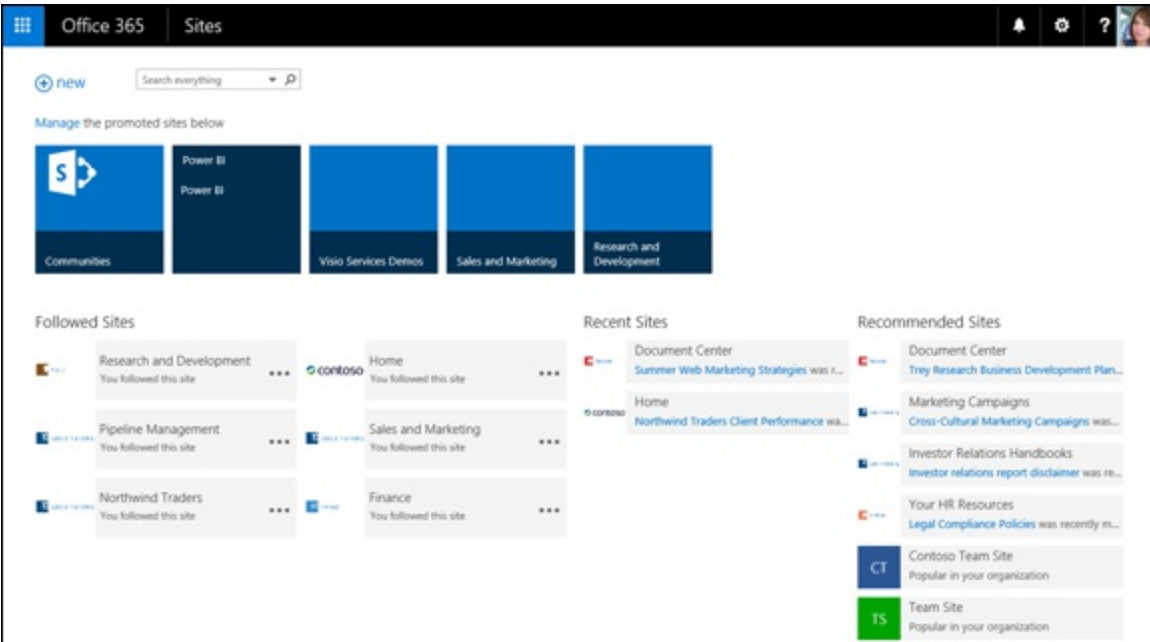 Office 365
Sites
?
new
Search everything
Manage the promoted sites below
S
Communities
Power BI
Power BI
Visio Services Demos
Sales and Marketing
Research and
Development
Followed Sites
Research and Development
You followed this site
Pipeline Management
You followed this site
Northwind Traders
You followed this site
contoso
Home
You followed this site
Sales and Marketing
You followed this site
Finance
You followed this site
Recent Sites
Document Center
Summer Web Marketing Strategies was r...
contoso
Home
Northwind Traders Client Performance wa...
Recommended Sites
Document Center
Trey Research Business Development Plan...
Marketing Campaigns
Cross-Cultural Marketing Campaigns was...
Investor Relations Handbooks
Investor relations report disclaimer was re...
Your HR Resources
Legal Compliance Policies was recently m...
CT
Contoso Team Site
Popular in your organization
TS
Team Site
Popular in your organization